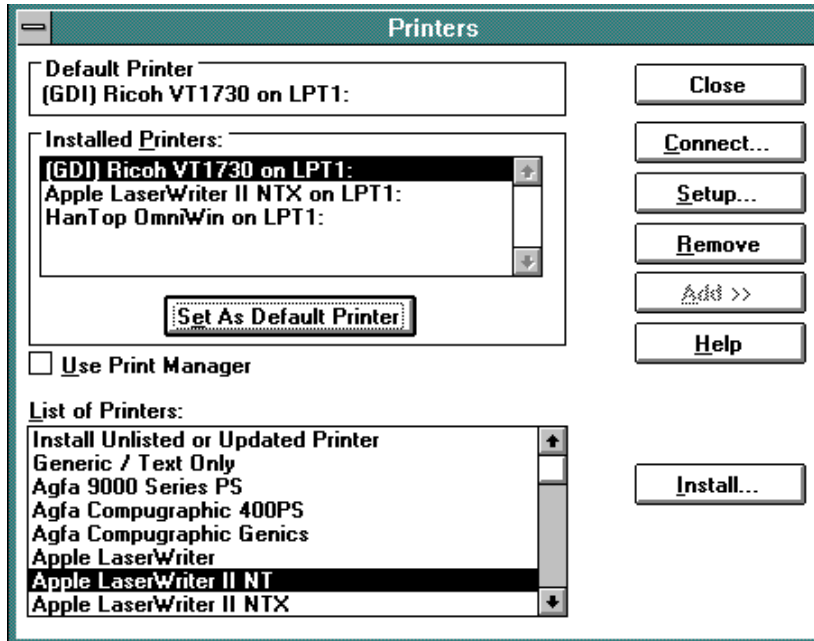 Printers
Default Printer
(GDI) Ricoh VT1730 on LPT1:
Installed Printers:
(GDI) Ricoh VT1730 on LPT1:
Apple LaserWriter II NTX on LPT1:
HanTop OmniWin on LPT1:
Set As Default Printer
Use Print Manager
List of Printers:
Install Unlisted or Updated Printer
Generic / Text Only
Agfa 9000 Series PS
Agfa Compugraphic 400PS
Agfa Compugraphic Genics
Apple LaserWriter
Apple LaserWriter II NT
Apple LaserWriter II NTX
Close
Connect...
Setup...
Remove
Add >>
Help
Install...